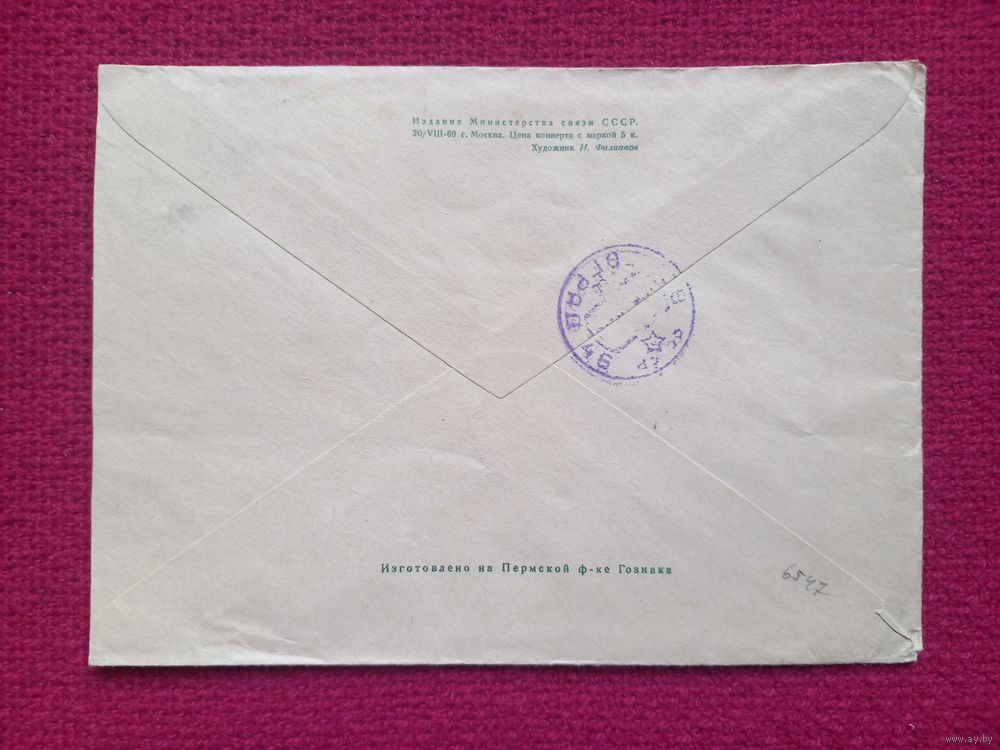 Издание Министерства связи СССР.
20/VIII-69 г. Москва. Цена конверта с маркой 5 к.
Художник И. Филиппов
Изготовлено на Пермской ф-ке Гознака
6547
www.ay.by